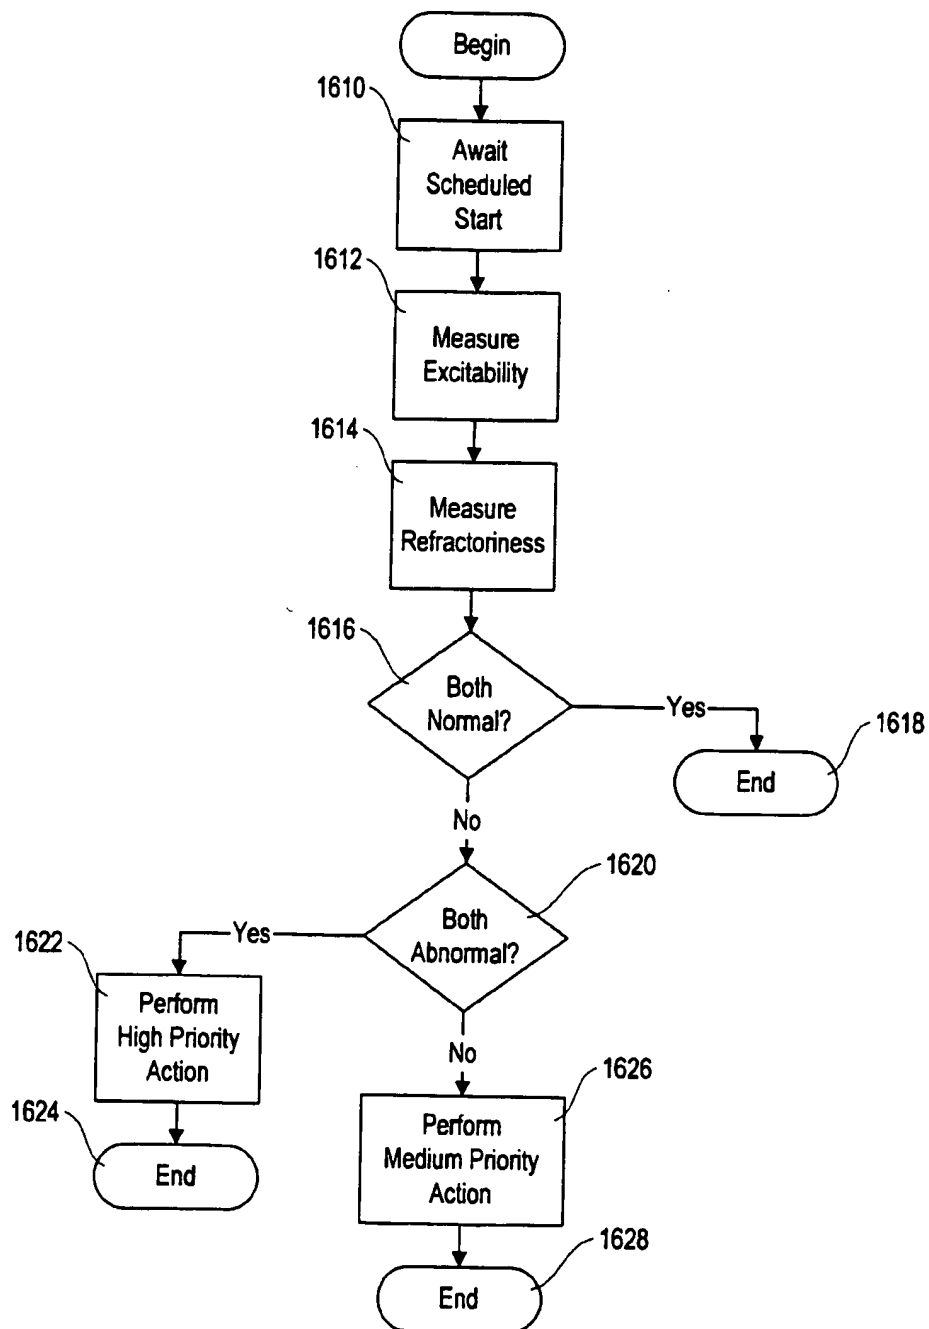 Begin
1610
Await
Scheduled
Start
1612
Measure
Excitability
1614
Measure
Refractoriness
1616
Both
Normal?
Yes
1618
End
No
1620
Both
Abnormal?
Yes
1622
Perform
High Priority
Action
1624
End
No
1626
Perform
Medium Priority
Action
1628
End